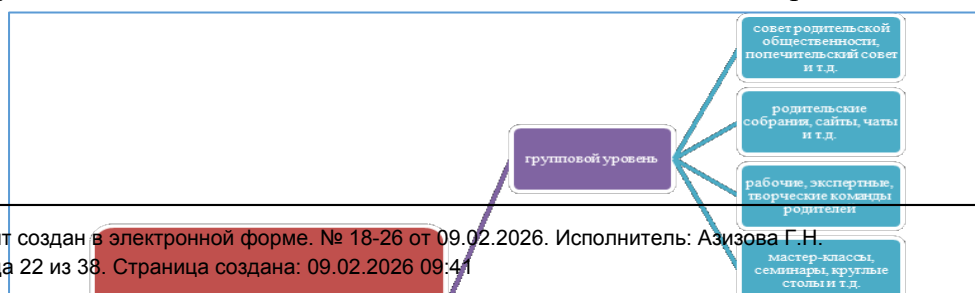 совет родительской
общественности,
попечительский совет
и т.д.
родительские
собрания, сайты, чаты
и т.д.
групповой уровень
рабочие, экспертные,
творческие команды
родителей
т создан в электронной форме. № 18-26 от 09.02.2026. Исполнитель: Азизова Г.Н.
а 22 из 38. Страница создана: 09.02.2026 09:41
мастер-классы,
семинары, круглые
столы и т.д.